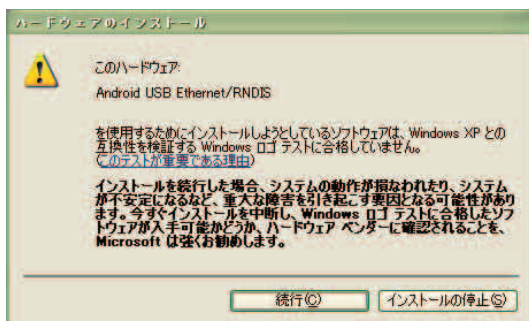 ハードウェアのインストール
このハードウェア:
Android USB Ethernet/RNDIS
を使用するためにインストールしようとしているソフトウェアは、Windows XP との
互換性を検証する Windows ロゴ テストに合格していません。
(このテストが重要である理由)
インストールを続行した場合、システムの動作が損なわれたり、システム
が不安定になるなど、重大な障害を引き起こす要因となる可能性があり
ます。今すぐインストールを中断し、Windows ロゴ テストに合格したソフ
トウェアが入手可能かどうか、ハードウェア ベンダーに確認されることを、
Microsoft は強くお勧めします。
続行(C)
インストールの停止(S)